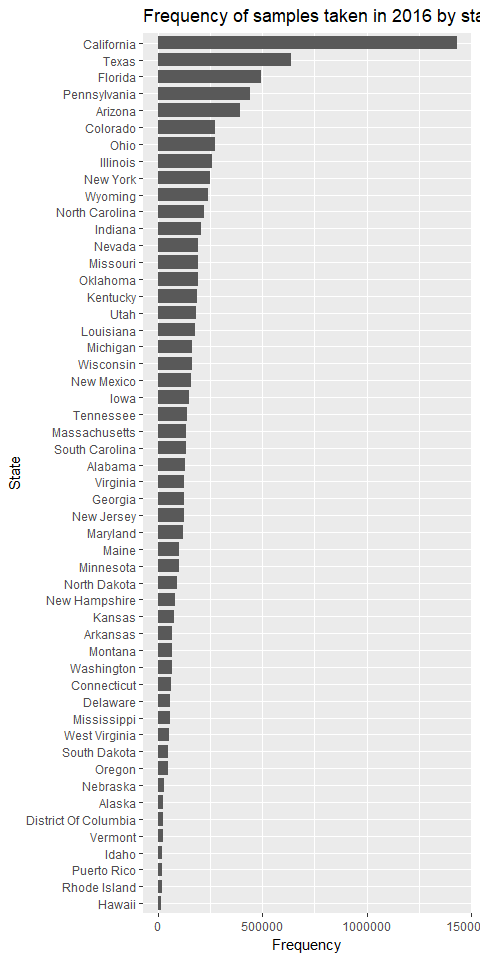 Frequency of samples taken in 2016 by sta
California
Texas
Florida
Pennsylvania
Arizona
Colorado
Ohio
Illinois
New York
Wyoming
North Carolina
Indiana
Nevada
Missouri
Oklahoma
Kentucky
Utah
Louisiana
Michigan
Wisconsin
New Mexico
Iowa
Tennessee
Massachusetts
South Carolina
Alabama
Virginia
Georgia
New Jersey
Maryland
Maine
Minnesota
North Dakota
New Hampshire
Kansas
Arkansas
Montana
Washington
Connecticut
Delaware
Mississippi
West Virginia
South Dakota
Oregon
Nebraska
Alaska
District Of Columbia
Vermont
Idaho
Puerto Rico
Rhode Island
Hawaii
State
0 500000 1000000 15000
Frequency